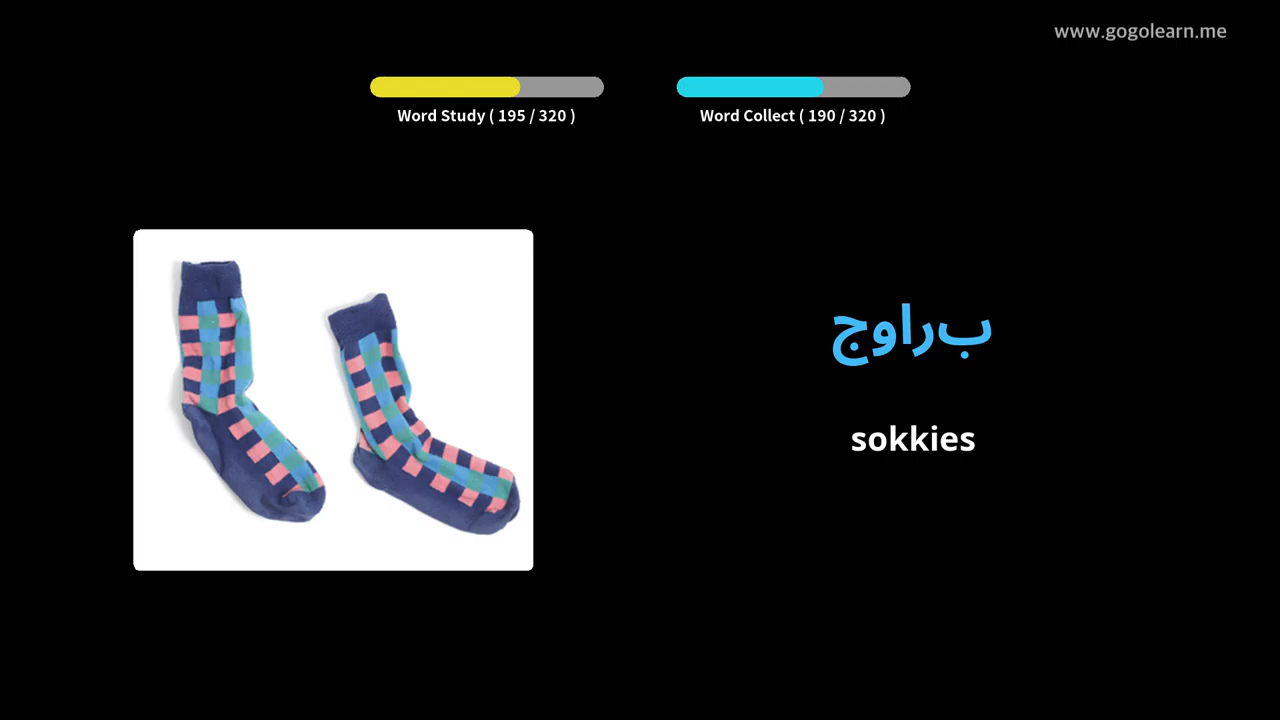 www.gogolearn.me
Word Study ( 195 / 320 )
Word Collect ( 190 / 320 )
ب‌راوج
sokkies